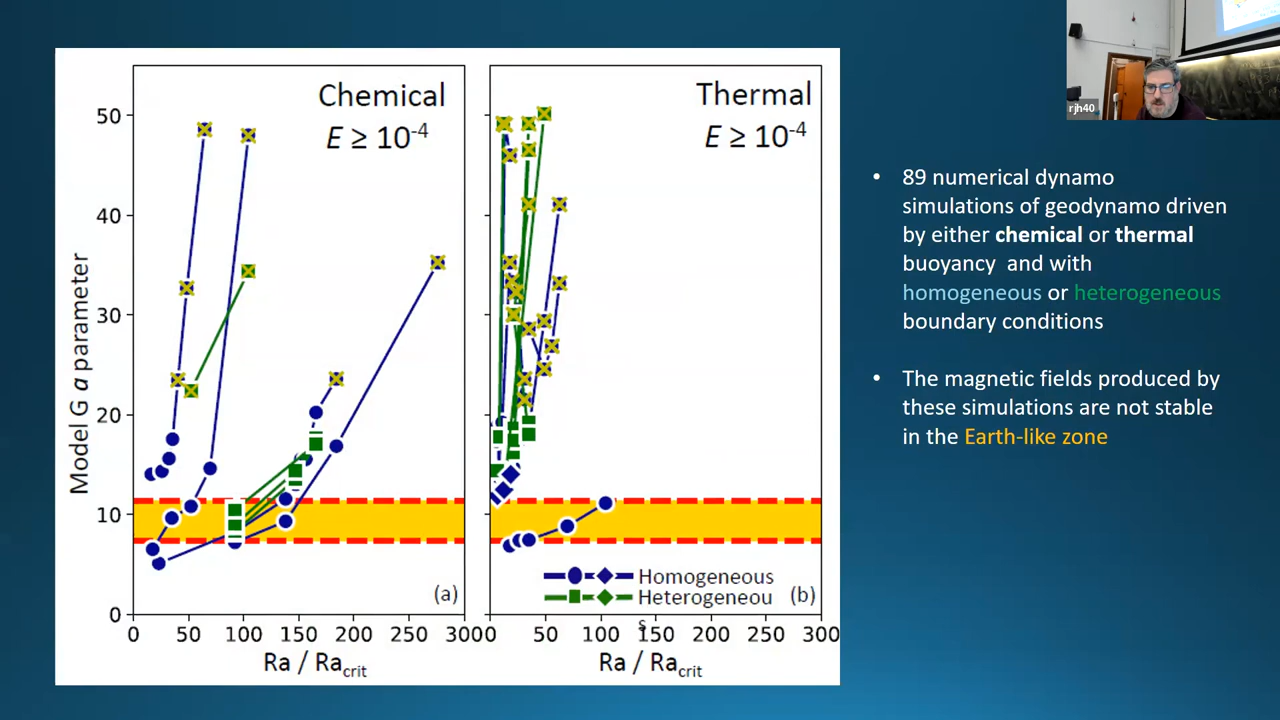 Chemical
E ≥ 10⁻⁴
Model G a parameter
50
40
30
20
10
0
(a)
0 50 100 150 200 250 300
Ra / Ra_crit
Thermal
E ≥ 10⁻⁴
Homogeneous
Heterogeneou
s
(b)
0 50 100 150 200 250 300
Ra / Ra_crit
rjh40
• 89 numerical dynamo
simulations of geodynamo driven
by either chemical or thermal
buoyancy and with
homogeneous or heterogeneous
boundary conditions
• The magnetic fields produced by
these simulations are not stable
in the Earth-like zone